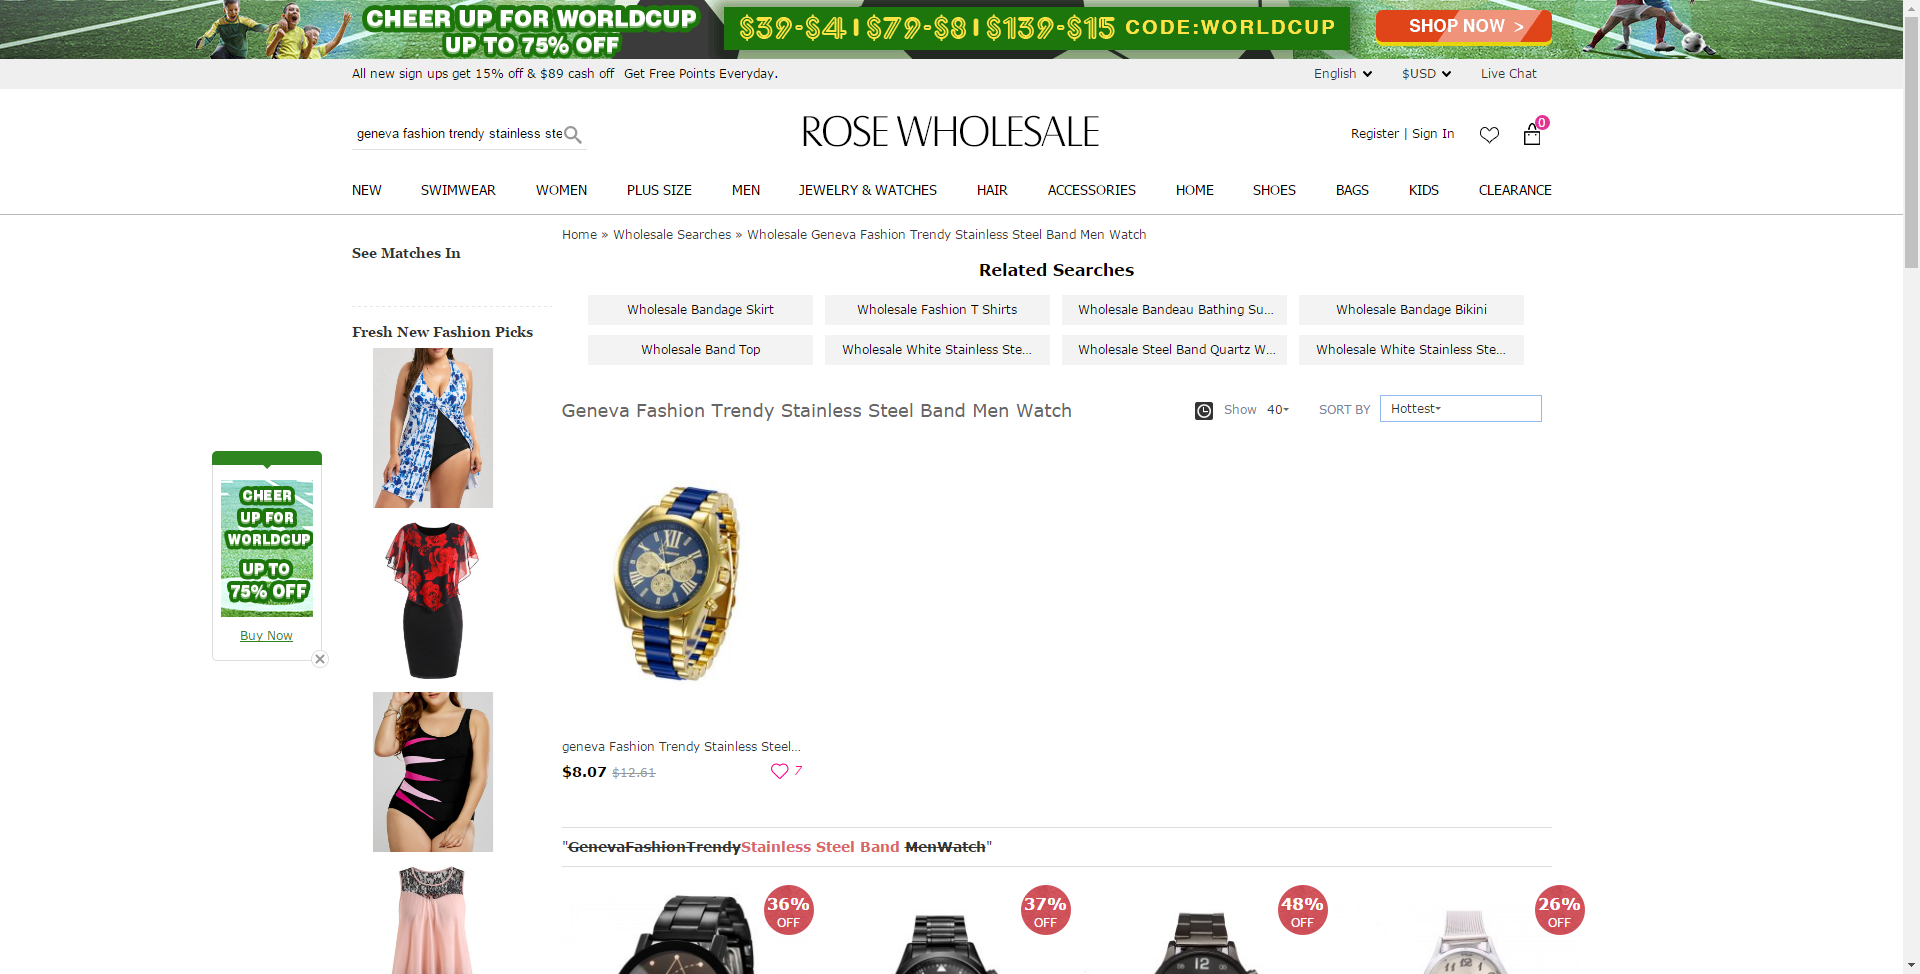 CHEER UP FOR WORLDCUP
UP TO 75% OFF
$39-$4 | $79-$8 | $139-$15 CODE:WORLDCUP
SHOP NOW >
All new sign ups get 15% off & $89 cash off Get Free Points Everyday.
English $USD Live Chat
geneva fashion trendy stainless ste
ROSE WHOLESALE
Register | Sign In
0
NEW SWIMWEAR WOMEN PLUS SIZE MEN JEWELRY & WATCHES HAIR ACCESSORIES HOME SHOES BAGS KIDS CLEARANCE
Home » Wholesale Searches » Wholesale Geneva Fashion Trendy Stainless Steel Band Men Watch
See Matches In
Related Searches
Wholesale Bandage Skirt Wholesale Fashion T Shirts Wholesale Bandeau Bathing Su... Wholesale Bandage Bikini
Wholesale Band Top Wholesale White Stainless Ste... Wholesale Steel Band Quartz W... Wholesale White Stainless Ste...
Fresh New Fashion Picks
Geneva Fashion Trendy Stainless Steel Band Men Watch
Show 40
SORT BY Hottest
CHEER
UP FOR
WORLDCUP
UP TO
75% OFF
Buy Now
geneva Fashion Trendy Stainless Steel...
$8.07 $12.61
7
"GenevaFashionTrendyStainless Steel Band MenWatch"
36% OFF
37% OFF
48% OFF
26% OFF
12